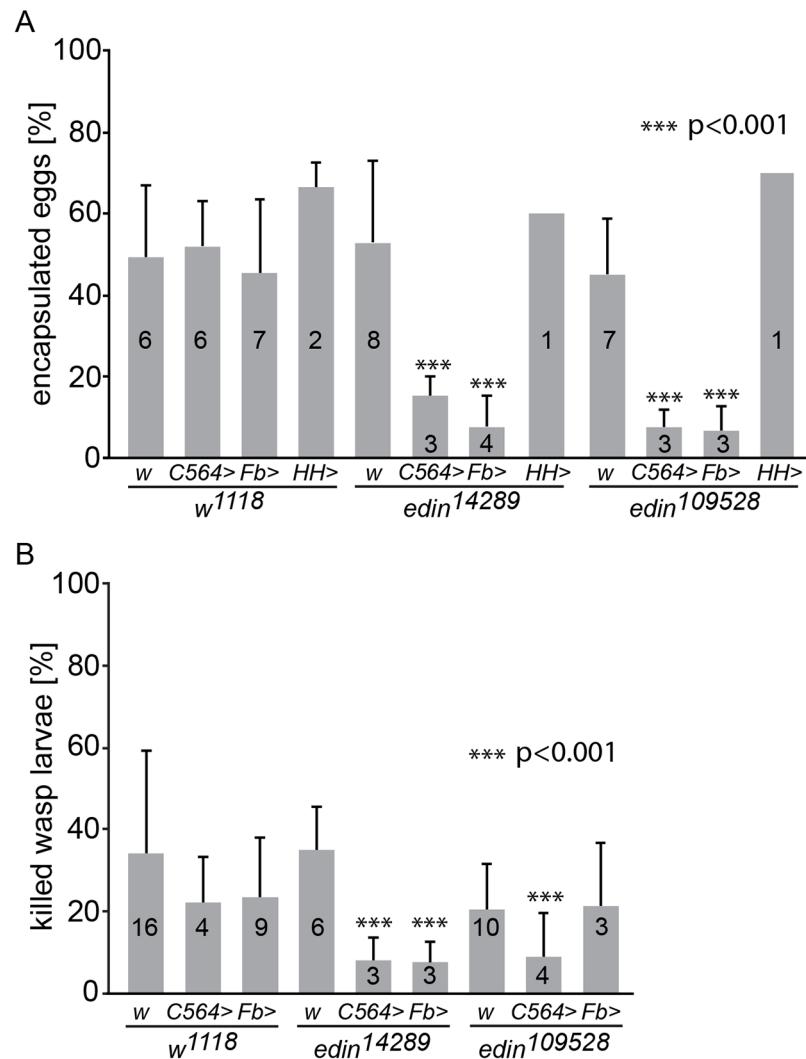 A
100
80
60
40
20
0
encapsulated eggs [%]
*** p<0.001
6 6 7 2 8 3 4 1 7 3 3 1
*** *** *** ***
w C564> Fb> HH> w C564> Fb> HH> w C564> Fb> HH>
w1118 edin14289 edin109528
B
100
80
60
40
20
0
killed wasp larvae [%]
*** p<0.001
*** *** ***
16 4 9 6 3 3 10 4 3
w C564> Fb> w C564> Fb> w C564> Fb>
w1118 edin14289 edin109528